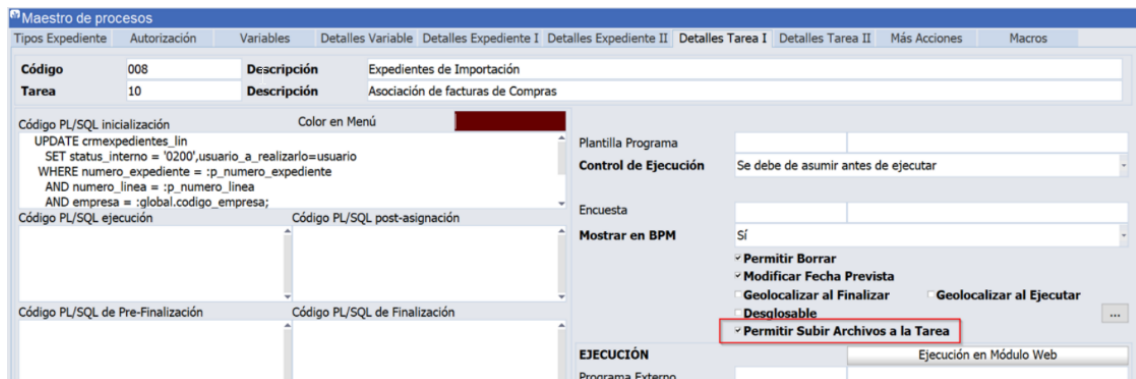 Maestro de procesos
Tipos Expediente Autorización Variables Detalles Variable Detalles Expediente I Detalles Expediente II Detalles Tarea I Detalles Tarea II Más Acciones Macros
Código 008 Descripción Expedientes de Importación
Tarea 10 Descripción Asociación de facturas de Compras
Código PL/SQL inicialización Color en Menú
UPDATE crmexpedientes_lin
SET status_interno = '0200',usuario_a_realizarlo=usuario
WHERE numero_expediente = :p_numero_expediente
AND numero_linea = :p_numero_linea
AND empresa = :global.codigo_empresa;
Plantilla Programa
Control de Ejecución Se debe de asumir antes de ejecutar
Encuesta
Código PL/SQL ejecución Código PL/SQL post-asignación
Mostrar en BPM Sí
Permitir Borrar
Modificar Fecha Prevista
Geolocalizar al Finalizar Geolocalizar al Ejecutar
Desglosable ...
Permitir Subir Archivos a la Tarea
Código PL/SQL de Pre-Finalización Código PL/SQL de Finalización
EJECUCIÓN Ejecución en Módulo Web
Programa Externo